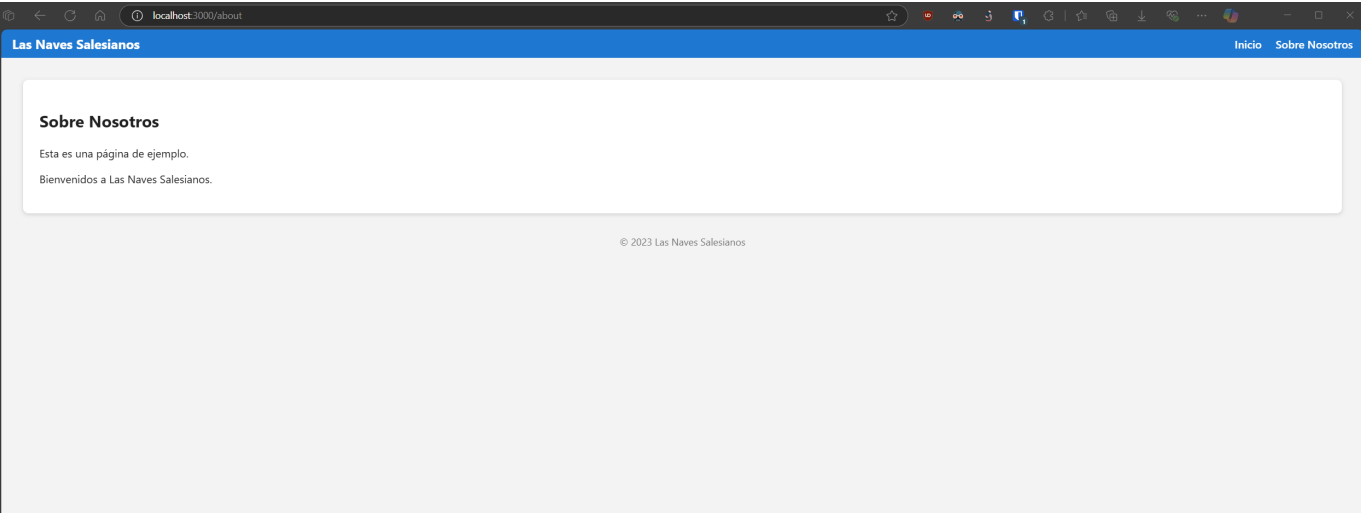 localhost:3000/about
Las Naves Salesianos
Inicio Sobre Nosotros
Sobre Nosotros
Esta es una página de ejemplo.
Bienvenidos a Las Naves Salesianos.
© 2023 Las Naves Salesianos